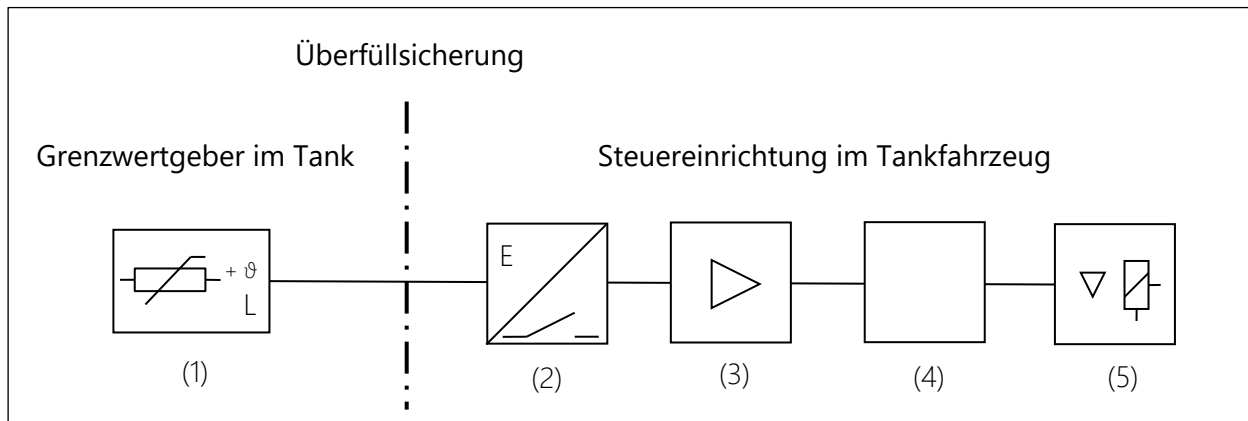 Überfüllsicherung
Grenzwertgeber im Tank
Steuereinrichtung im Tankfahrzeug
+ ϑ
L
E
(1)
(2)
(3)
(4)
(5)